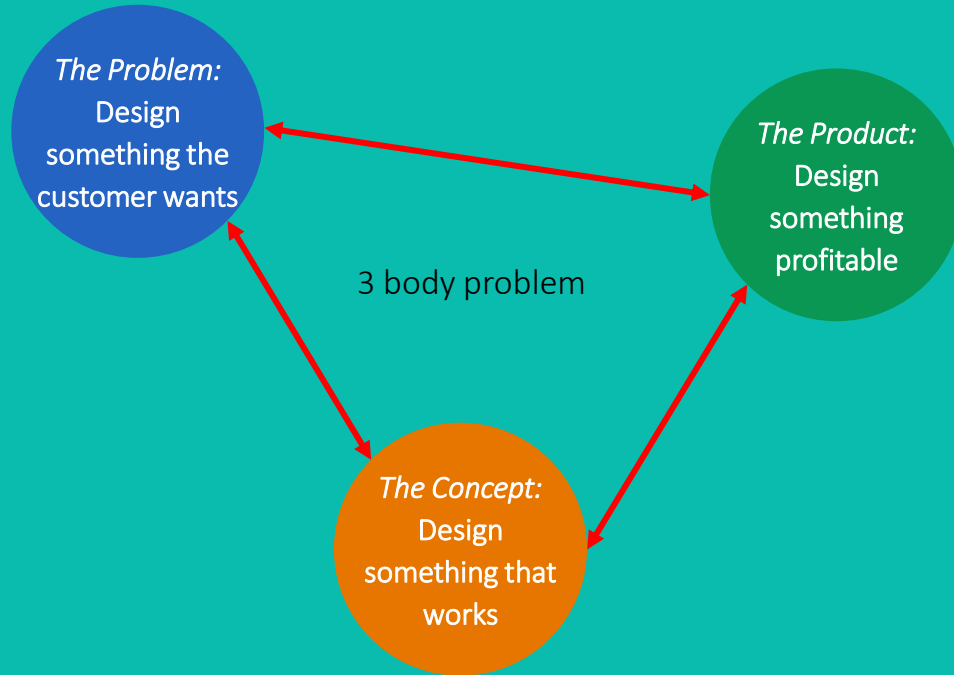 The Problem:
Design
something the
customer wants
The Product:
Design
something
profitable
3 body problem
The Concept:
Design
something that
works